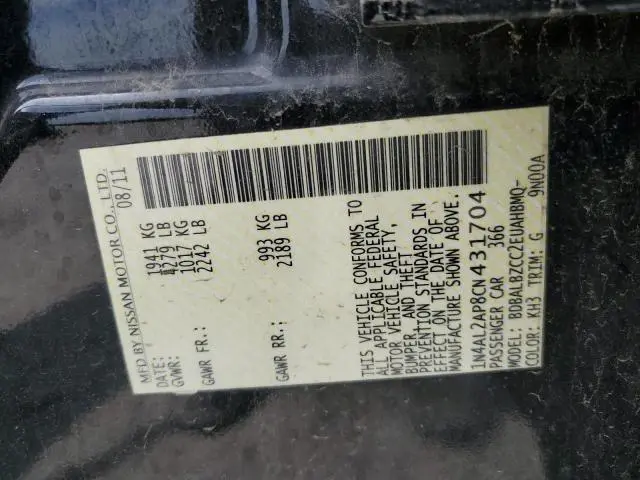 MFD BY NISSAN MOTOR CO., LTD.
DATE: 08/11
GVWR: 1941 KG
4279 LB
GAWR FR.: 1017 KG
2242 LB
GAWR RR.: 993 KG
2189 LB
THIS VEHICLE CONFORMS TO
ALL APPLICABLE FEDERAL
MOTOR VEHICLE SAFETY,
BUMPER, AND THEFT
PREVENTION STANDARDS IN
EFFECT ON THE DATE OF
MANUFACTURE SHOWN ABOVE.
1N4AL2AP8CN431704
PASSENGER CAR 366
MODEL: BDBALRZCC2EUAHBMQ-
COLOR: KH3 TRIM: G 9N00A